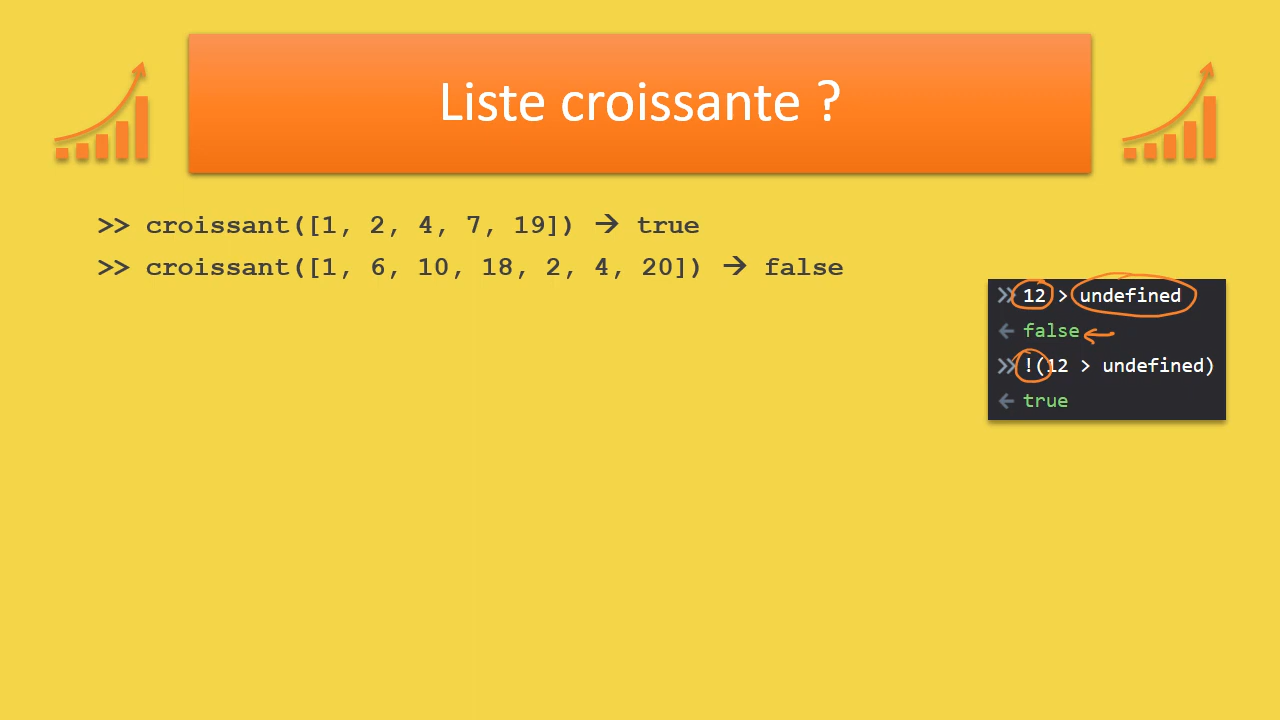 Liste croissante ?
>> croissant([1, 2, 4, 7, 19]) → true
>> croissant([1, 6, 10, 18, 2, 4, 20]) → false
>> 12 > undefined
← false
>> !(12 > undefined)
← true